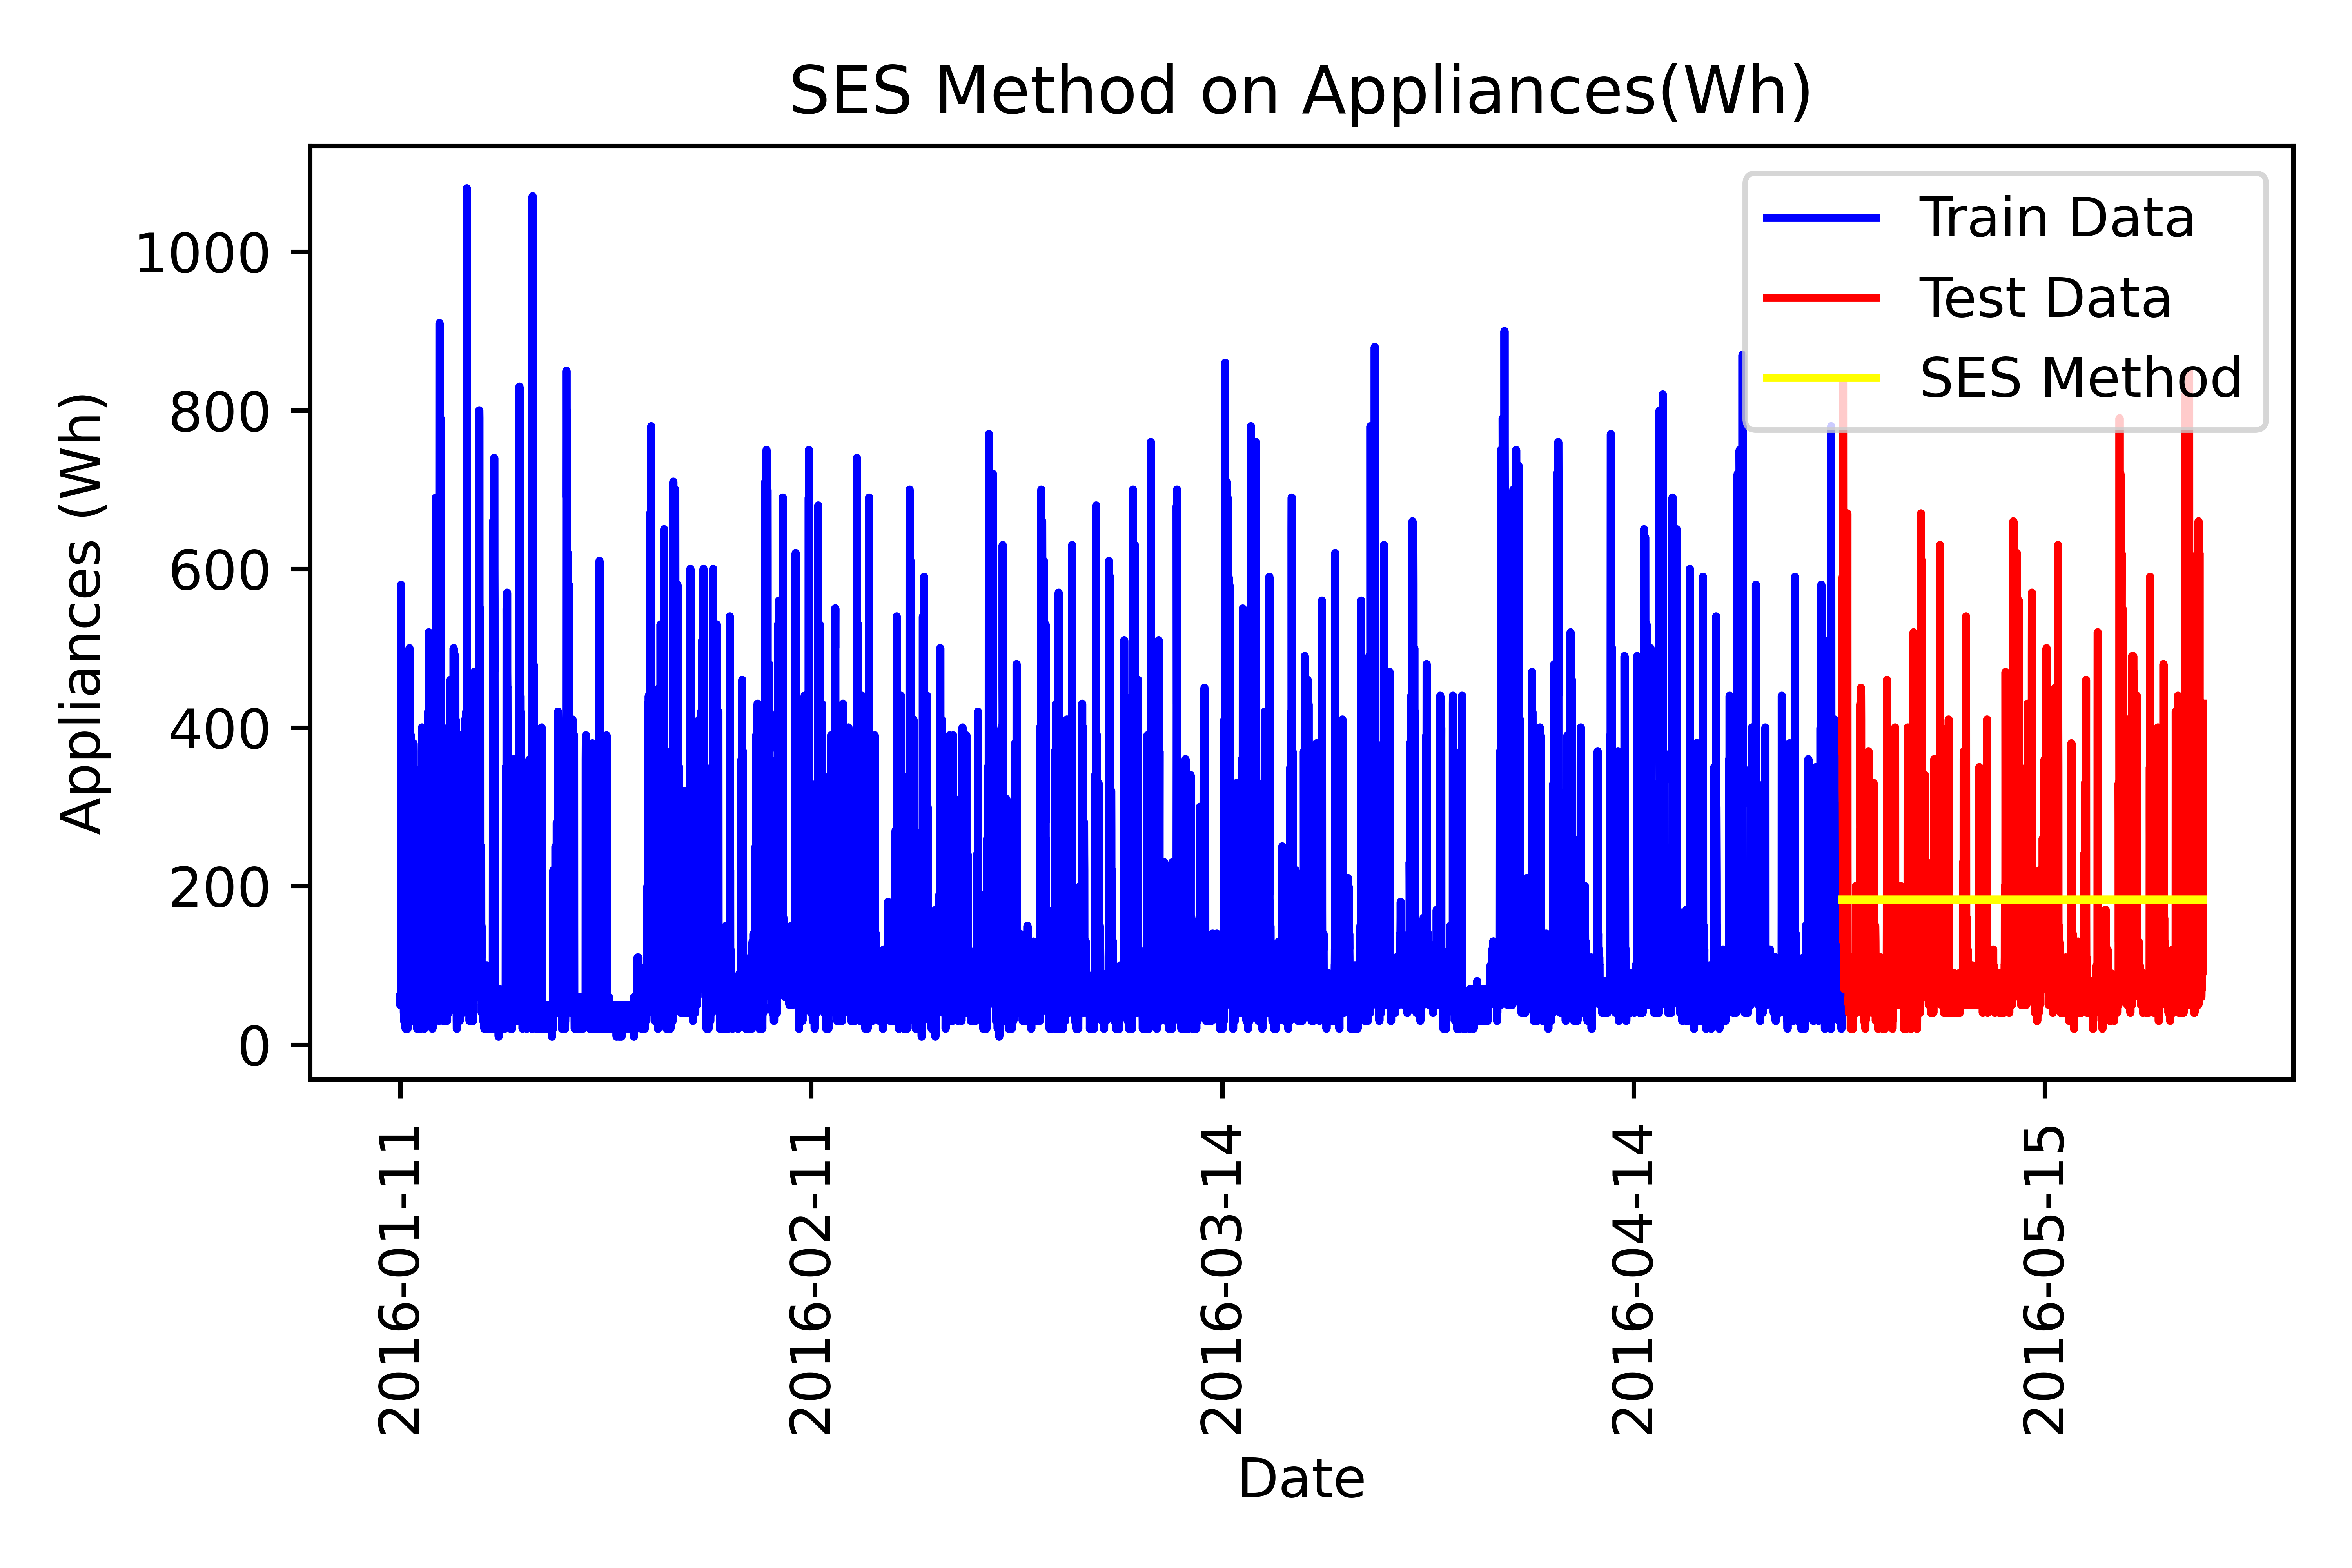 SES Method on Appliances(Wh)
Train Data
Test Data
SES Method
Appliances (Wh)
1000
800
600
400
200
0
2016-01-11
2016-02-11
2016-03-14
2016-04-14
2016-05-15
Date